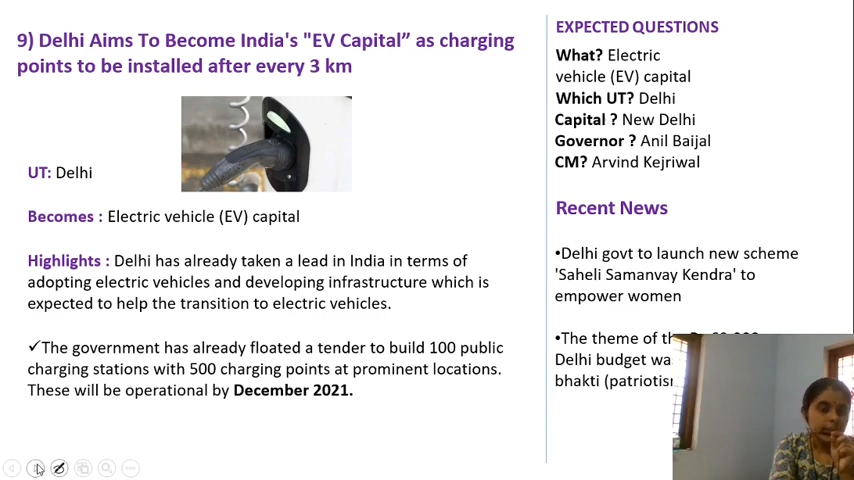 9) Delhi Aims To Become India's "EV Capital” as charging
points to be installed after every 3 km
UT: Delhi
Becomes : Electric vehicle (EV) capital
Highlights : Delhi has already taken a lead in India in terms of
adopting electric vehicles and developing infrastructure which is
expected to help the transition to electric vehicles.
✓The government has already floated a tender to build 100 public
charging stations with 500 charging points at prominent locations.
These will be operational by December 2021.
EXPECTED QUESTIONS
What? Electric
vehicle (EV) capital
Which UT? Delhi
Capital ? New Delhi
Governor ? Anil Baijal
CM? Arvind Kejriwal
Recent News
•Delhi govt to launch new scheme
'Saheli Samanvay Kendra' to
empower women
•The theme of
Delhi budget
bhakti